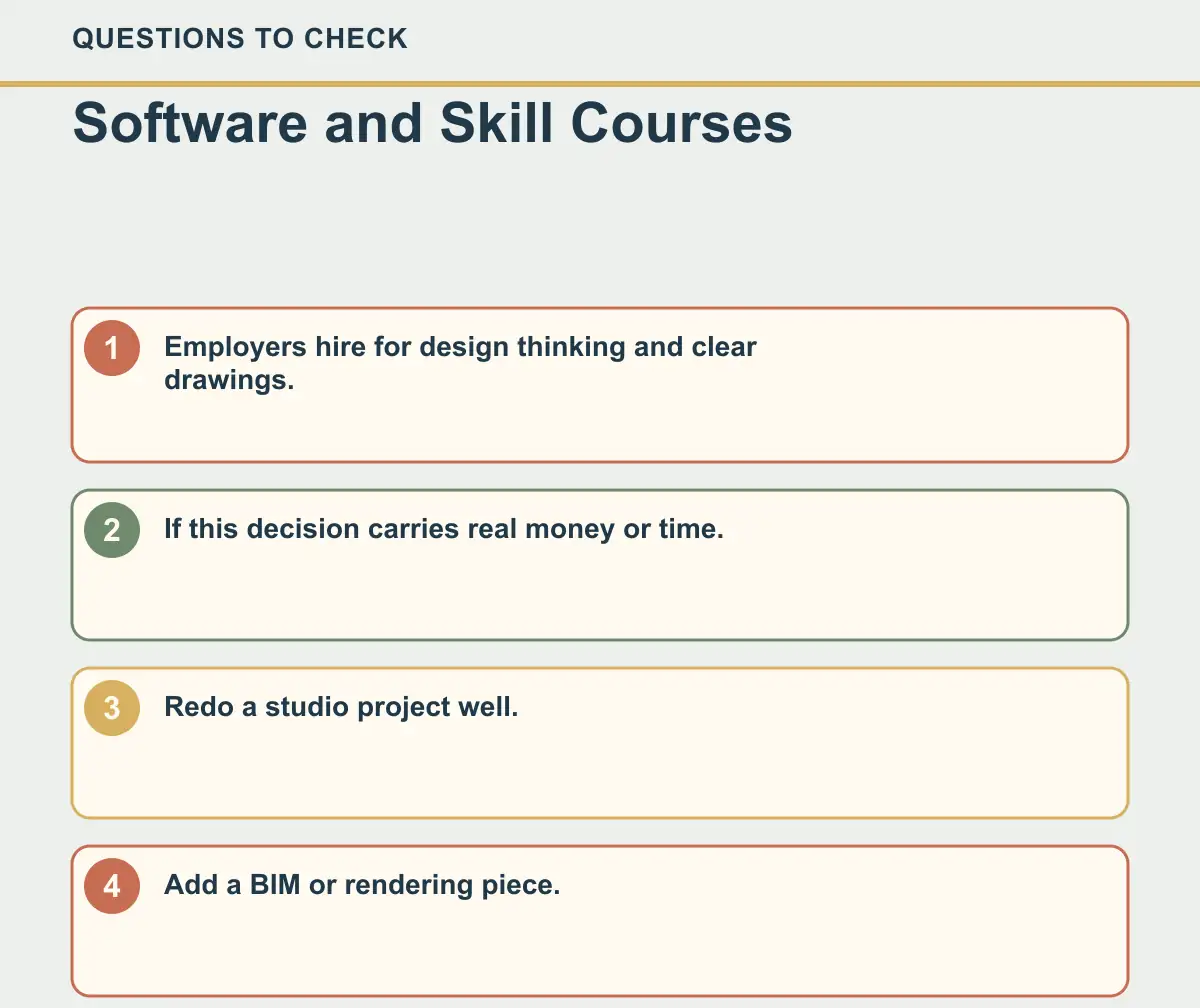 QUESTIONS TO CHECK
Software and Skill Courses
1
Employers hire for design thinking and clear
drawings.
2
If this decision carries real money or time.
3
Redo a studio project well.
4
Add a BIM or rendering piece.